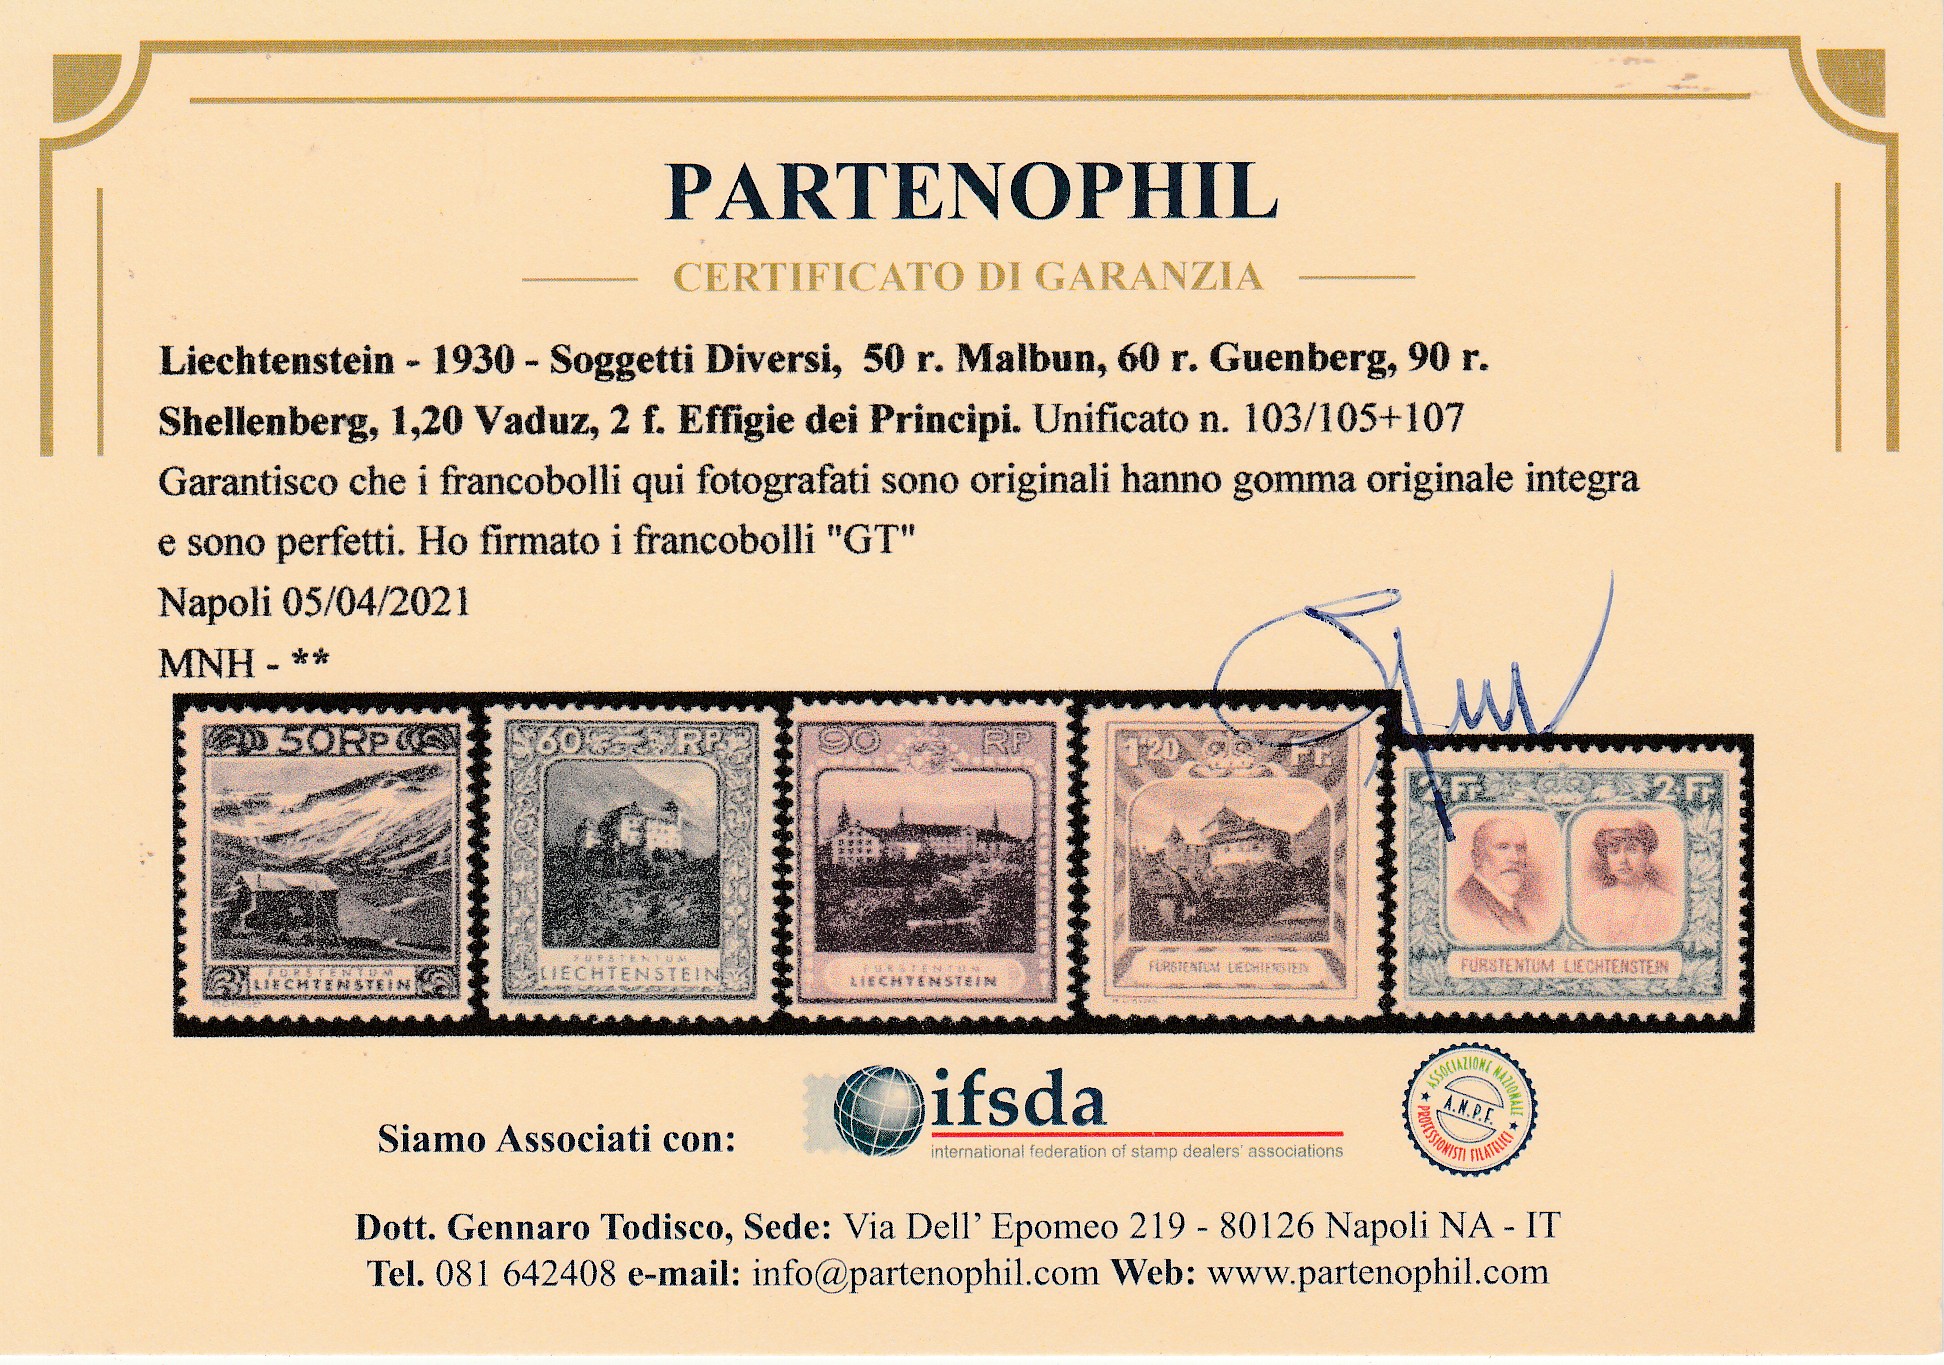 PARTENOPHIL
CERTIFICATO DI GARANZIA
Liechtenstein - 1930 - Soggetti Diversi, 50 r. Malbun, 60 r. Guenberg, 90 r.
Shellenberg, 1,20 Vaduz, 2 f. Effigie dei Principi. Unificato n. 103/105+107
Garantisco che i francobolli qui fotografati sono originali hanno gomma originale integra
e sono perfetti. Ho firmato i francobolli "GT"
Napoli 05/04/2021
MNH - **
50 RP
FÜRSTENTUM
LIECHTENSTEIN
60 RP.
FÜRSTENTUM
LIECHTENSTEIN
90 RP
FÜRSTENTUM
LIECHTENSTEIN
1'20 Fr.
FÜRSTENTUM LIECHTENSTEIN
2 Fr. 2 Fr.
FÜRSTENTUM LIECHTENSTEIN
Siamo Associati con:
ifsda
international federation of stamp dealers' associations
ASSOCIAZIONE NAZIONALE
A.N.P.F.
PROFESSIONISTI FILATELICI
Dott. Gennaro Todisco, Sede: Via Dell' Epomeo 219 - 80126 Napoli NA - IT
Tel. 081 642408 e-mail: info@partenophil.com Web: www.partenophil.com